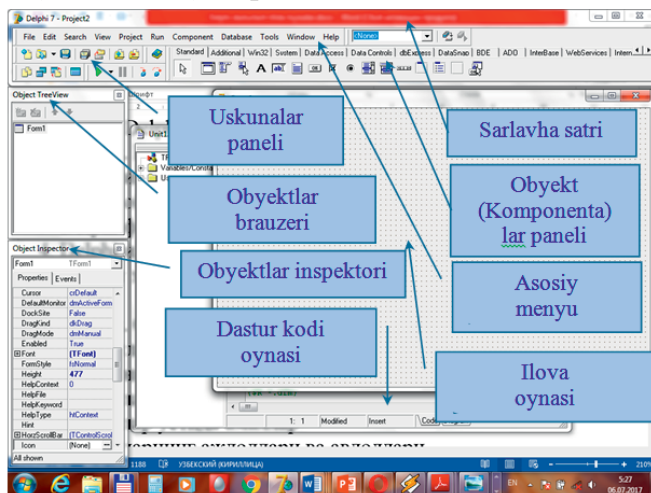 Delphi 7 - Project2
File Edit Search View Project Run Component Database Tools Window Help <None>
Standard Additional Win32 System Data Access Data Controls dbExpress DataSnap BDE ADO InterBase WebServices Intern
Object TreeView
Form1
Unit1
Variables/Consta
Uskunalar
paneli
Sarlavha satri
Obyektlar
brauzeri
Obyekt
(Komponenta)
lar paneli
Obyektlar inspektori
Asosiy
menyu
Dastur kodi
oynasi
Ilova
oynasi
Object Inspector
Form1 TForm1
Properties Events
Cursor crDefault
DefaultMonitor dmActiveForm
DockSite False
DragKind dkDrag
DragMode dmManual
Enabled True
Font (TFont)
FormStyle fsNormal
Height 477
HelpContext 0
HelpFile
HelpKeyword
HelpType htContext
Hint
HorzScrollBar (TControlScrol
Icon (None)
All shown
1: 1 Modified Insert Code
1188 УЗБЕКСКИЙ (КИРИЛЛИЦА) 210%
EN 5:27
06.07.2017